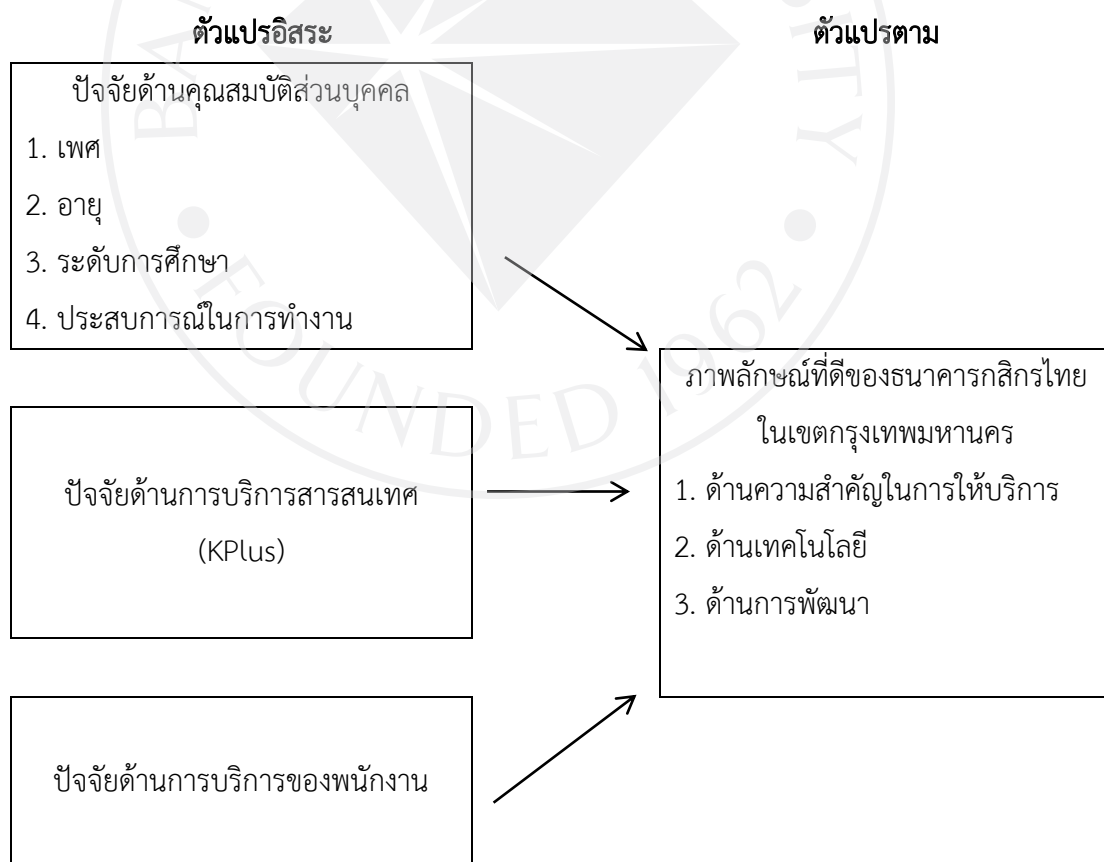 ตัวแปรอิสระ
ตัวแปรตาม
ปัจจัยด้านคุณสมบัติส่วนบุคคล
1. เพศ
2. อายุ
3. ระดับการศึกษา
4. ประสบการณ์ในการทำงาน
ปัจจัยด้านการบริการสารสนเทศ
(KPlus)
ปัจจัยด้านการบริการของพนักงาน
ภาพลักษณ์ที่ดีของธนาคารกสิกรไทย
ในเขตกรุงเทพมหานคร
1. ด้านความสำคัญในการให้บริการ
2. ด้านเทคโนโลยี
3. ด้านการพัฒนา
FOUNDED 1962